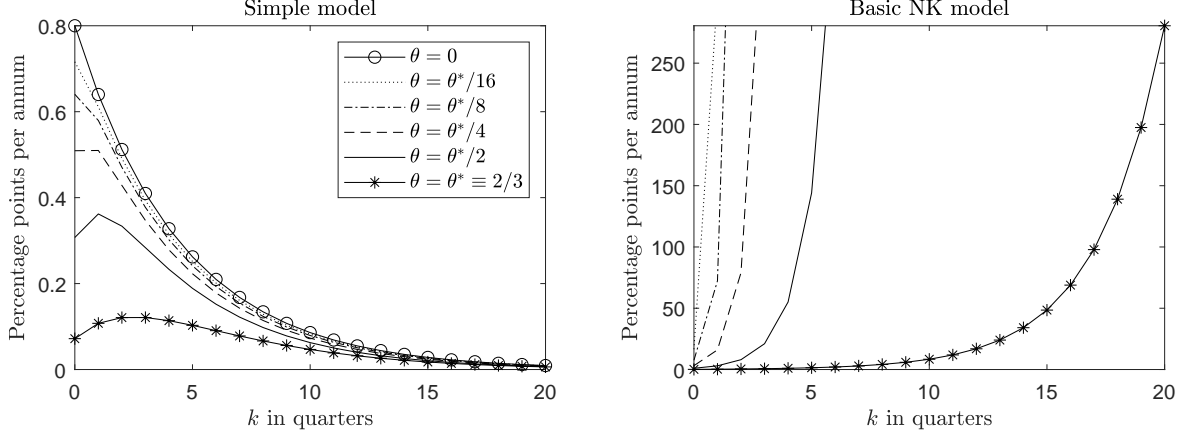 Simple model
Percentage points per annum
0.8
0.6
0.4
0.2
0
0 5 10 15 20
k in quarters
θ = 0
θ = θ*/16
θ = θ*/8
θ = θ*/4
θ = θ*/2
θ = θ* ≡ 2/3
Basic NK model
Percentage points per annum
250
200
150
100
50
0
0 5 10 15 20
k in quarters